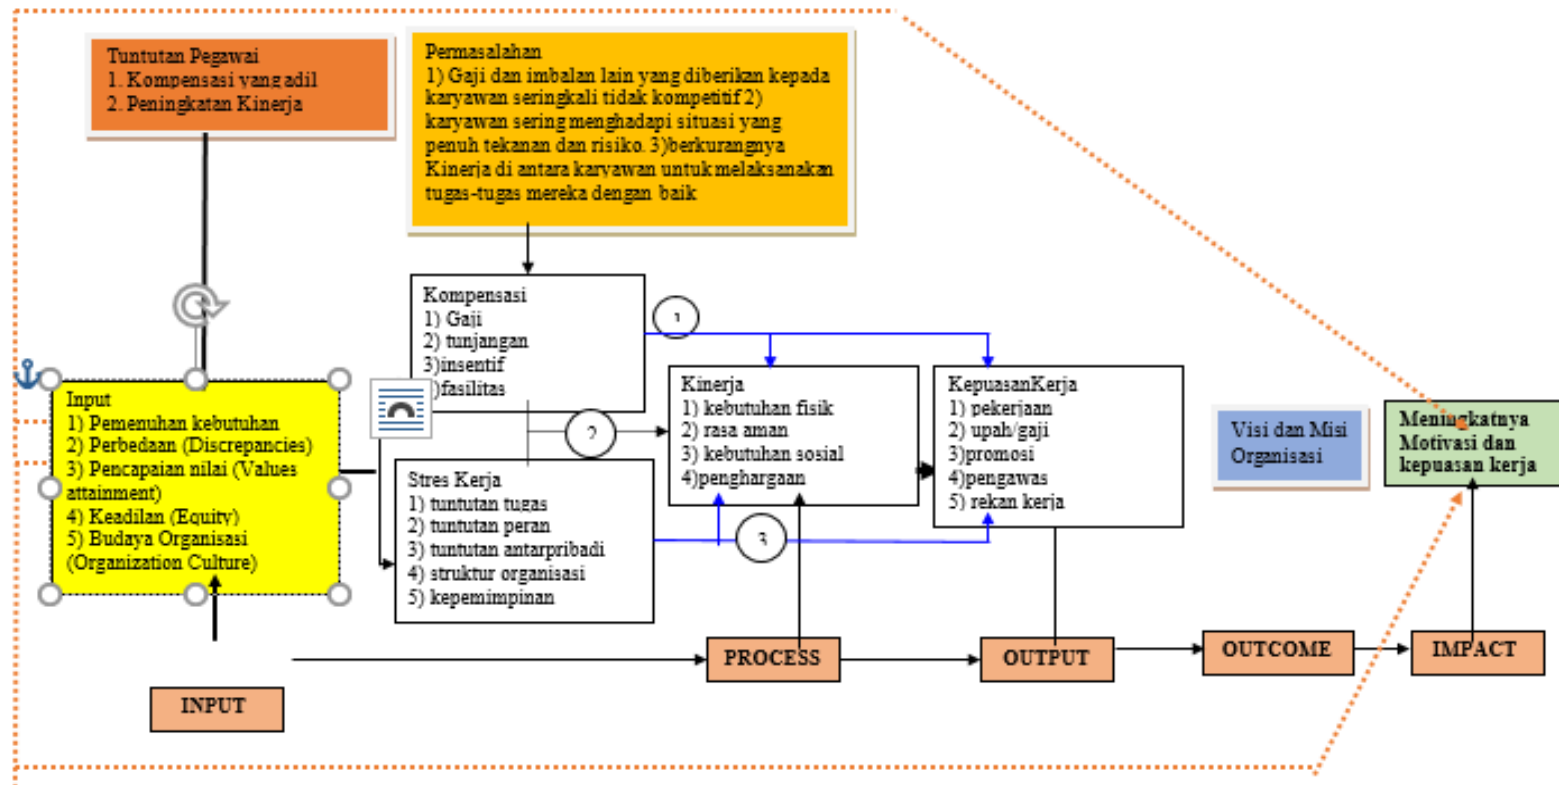 Tuntutan Pegawai
1. Kompensasi yang adil
2. Peningkatan Kinerja
Permasalahan
1) Gaji dan imbalan lain yang diberikan kepada
karyawan seringkali tidak kompetitif 2)
karyawan sering menghadapi situasi yang
penuh tekanan dan risiko. 3)berkurangnya
Kinerja di antara karyawan untuk melaksanakan
tugas-tugas mereka dengan baik
Kompensasi
1) Gaji
2) tunjangan
3)insentif
)fasilitas
1
Input
1) Pemenuhan kebutuhan
2) Perbedaan (Discrepancies)
3) Pencapaian nilai (Values
attainment)
4) Keadilan (Equity)
5) Budaya Organisasi
(Organization Culture)
2
Stres Kerja
1) tuntutan tugas
2) tuntutan peran
3) tuntutan antarpribadi
4) struktur organisasi
5) kepemimpinan
Kinerja
1) kebutuhan fisik
2) rasa aman
3) kebutuhan sosial
4)penghargaan
3
KepuasanKerja
1) pekerjaan
2) upah/gaji
3)promosi
4)pengawas
5) rekan kerja
Visi dan Misi
Organisasi
Meningkatnya
Motivasi dan
kepuasan kerja
INPUT
PROCESS
OUTPUT
OUTCOME
IMPACT